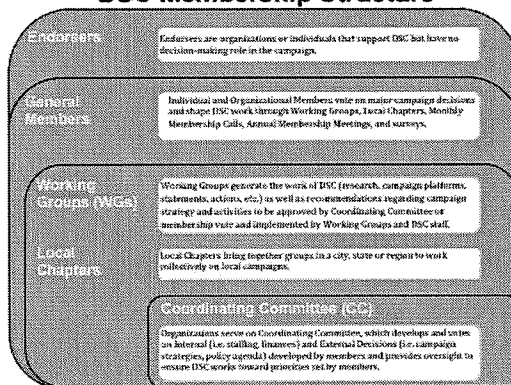 DSC Membership Structure
Endorsers
Endorsers are organizations or individuals that support DSC but have no
decision-making role in the campaign.
General
Members
Individual and Organizational Members vote on major campaign decisions
and shape DSC work through Working Groups, Local Chapters, Monthly
Membership Calls, Annual Membership Meetings, and surveys.
Working
Groups (WGs)
Working Groups generate the work of DSC (research, campaign platforms,
statements, actions, etc.) as well as recommendations regarding campaign
strategy and activities to be approved by Coordinating Committee or
membership vote and implemented by Working Groups and DSC staff.
Local
Chapters
Local Chapters bring together groups in a city, state or region to work
collectively on local campaigns.
Coordinating Committee (CC)
Organizations serve on Coordinating Committee, which develops and votes
on Internal (i.e. staffing, finances) and External Decisions (i.e. campaign
strategies, policy agenda) developed by members and provides oversight to
ensure DSC works toward priorities set by members.